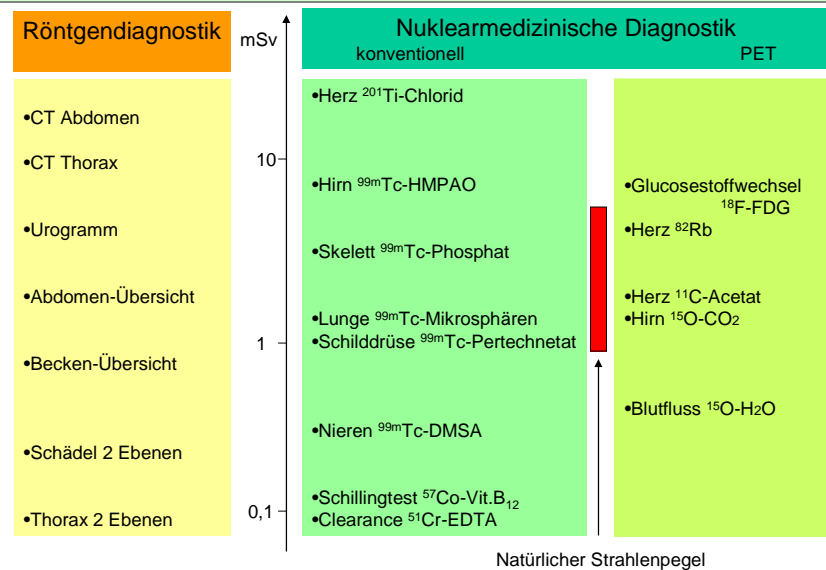 Röntgendiagnostik
mSv
Nuklearmedizinische Diagnostik
konventionell
PET
•CT Abdomen
•CT Thorax
•Urogramm
•Abdomen-Übersicht
•Becken-Übersicht
•Schädel 2 Ebenen
•Thorax 2 Ebenen
10
1
0,1
•Herz ²⁰¹Ti-Chlorid
•Hirn ⁹⁹ᵐTc-HMPAO
•Skelett ⁹⁹ᵐTc-Phosphat
•Lunge ⁹⁹ᵐTc-Mikrosphären
•Schilddrüse ⁹⁹ᵐTc-Pertechnetat
•Nieren ⁹⁹ᵐTc-DMSA
•Schillingtest ⁵⁷Co-Vit.B₁₂
•Clearance ⁵¹Cr-EDTA
•Glucosestoffwechsel
¹⁸F-FDG
•Herz ⁸²Rb
•Herz ¹¹C-Acetat
•Hirn ¹⁵O-CO₂
•Blutfluss ¹⁵O-H₂O
Natürlicher Strahlenpegel